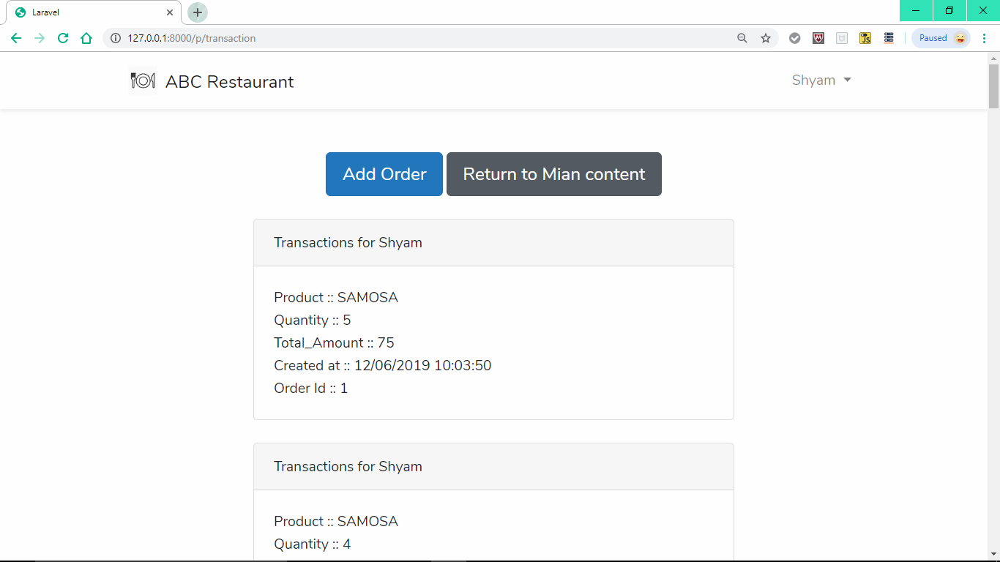 Laravel
127.0.0.1:8000/p/transaction
JS
Paused
ABC Restaurant
Shyam
Add Order
Return to Mian content
Transactions for Shyam
Product :: SAMOSA
Quantity :: 5
Total_Amount :: 75
Created at :: 12/06/2019 10:03:50
Order Id :: 1
Transactions for Shyam
Product :: SAMOSA
Quantity :: 4